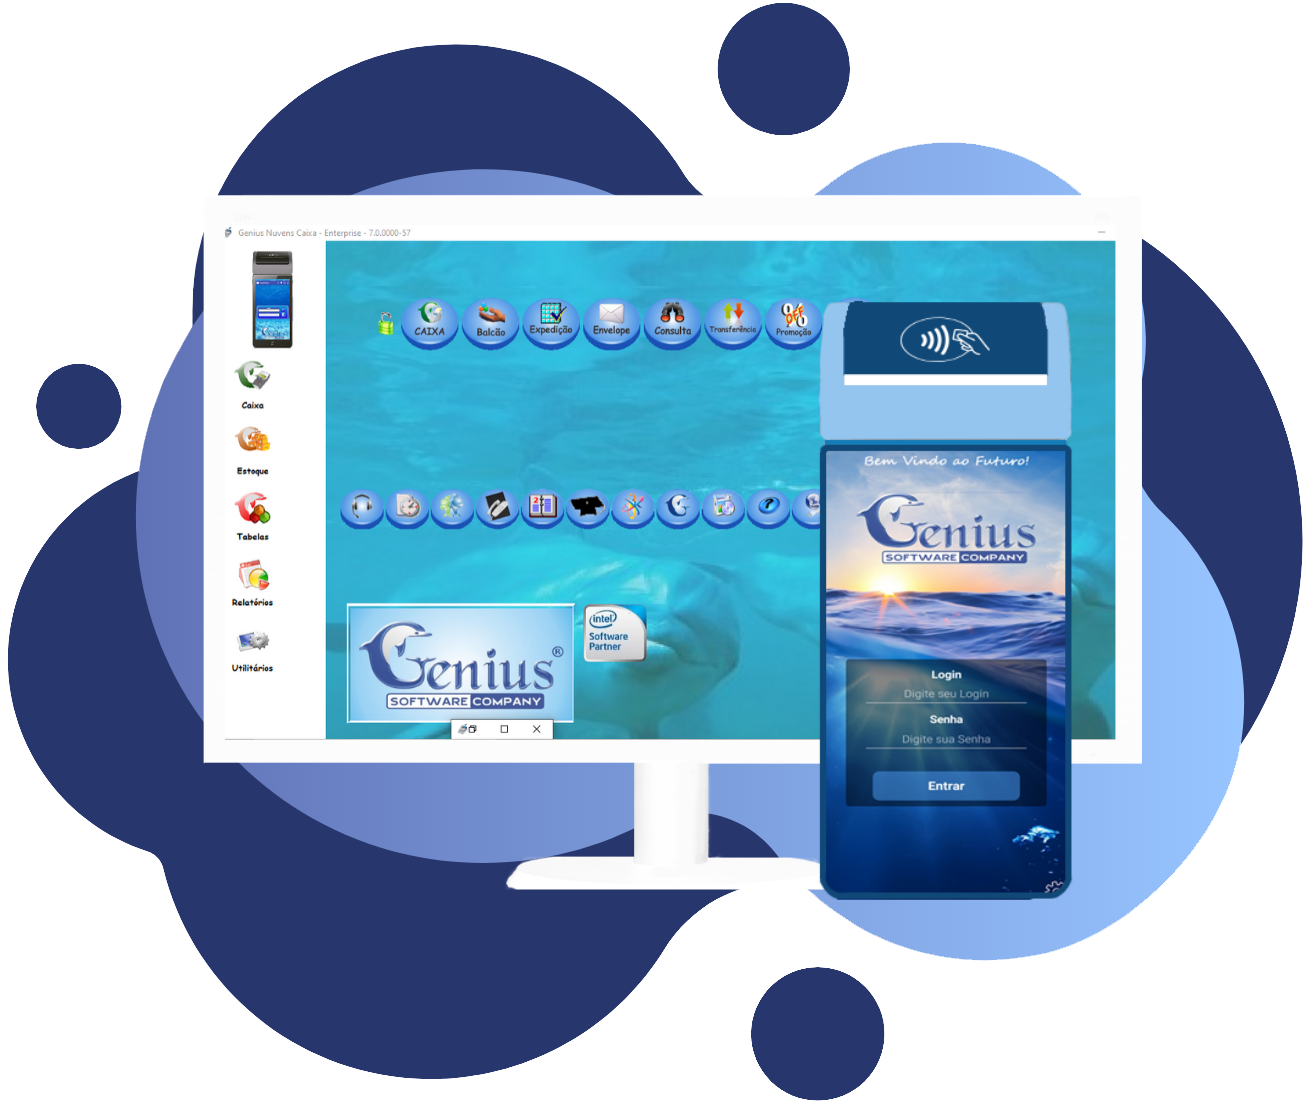 Genius Nuvens Caixa - Enterprise - 7.0.0000-57
CAIXA
Balcão
Expedição
Envelope
Consulta
Transferência
% OFF
Promoção
Caixa
Estoque
Tabelas
Relatórios
Utilitários
2
Genius®
SOFTWARE COMPANY
intel
Software
Partner
Bem Vindo ao Futuro!
Genius
SOFTWARE COMPANY
Login
Digite seu Login
Senha
Digite sua Senha
Entrar